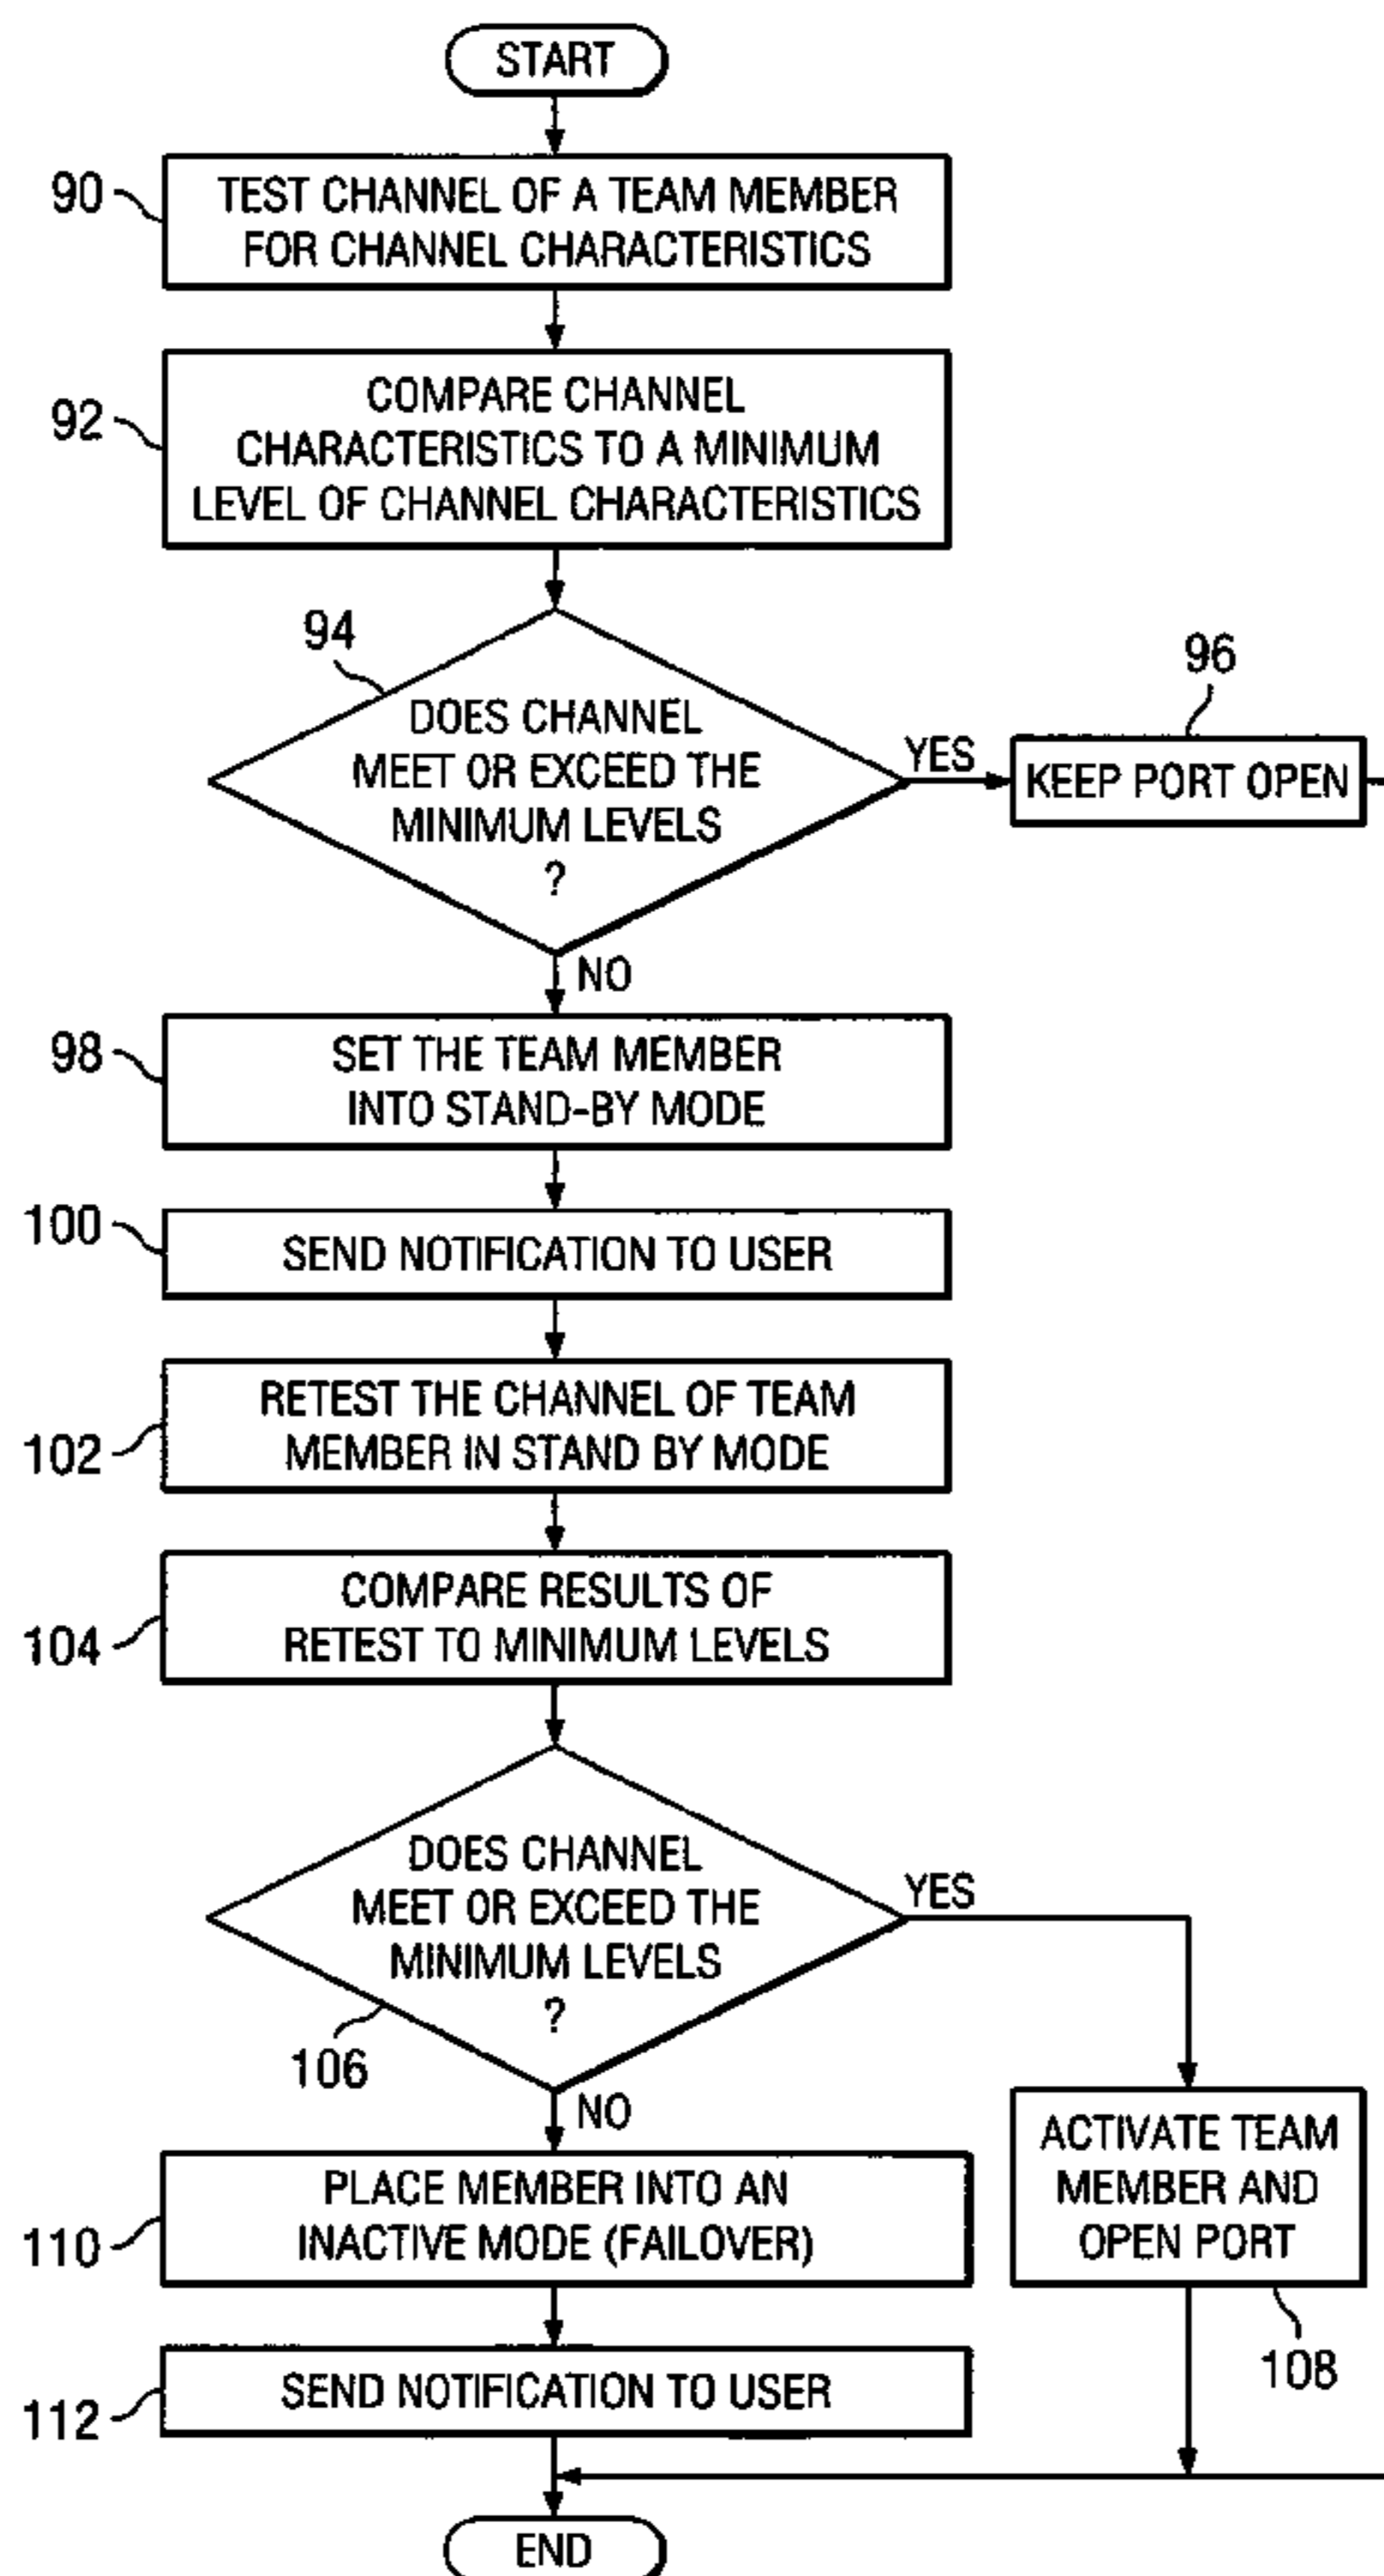 START
90
TEST CHANNEL OF A TEAM MEMBER
FOR CHANNEL CHARACTERISTICS
92
COMPARE CHANNEL
CHARACTERISTICS TO A MINIMUM
LEVEL OF CHANNEL CHARACTERISTICS
94
DOES CHANNEL
MEET OR EXCEED THE
MINIMUM LEVELS
?
YES
96
KEEP PORT OPEN
NO
98
SET THE TEAM MEMBER
INTO STAND-BY MODE
100
SEND NOTIFICATION TO USER
102
RETEST THE CHANNEL OF TEAM
MEMBER IN STAND BY MODE
104
COMPARE RESULTS OF
RETEST TO MINIMUM LEVELS
DOES CHANNEL
MEET OR EXCEED THE
MINIMUM LEVELS
?
106
YES
NO
ACTIVATE TEAM
MEMBER AND
OPEN PORT
108
110
PLACE MEMBER INTO AN
INACTIVE MODE (FAILOVER)
112
SEND NOTIFICATION TO USER
END